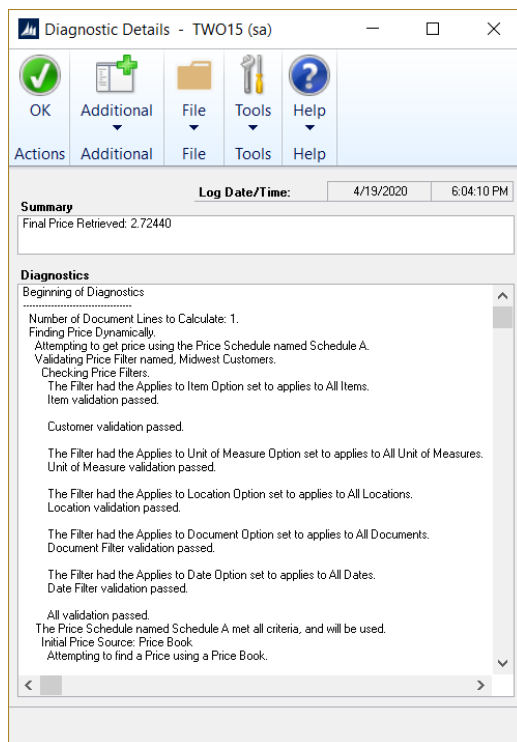 Diagnostic Details - TWO15 (sa)
OK
Additional
File
Tools
Help
Actions
Additional
File
Tools
Help
Log Date/Time: 4/19/2020 6:04:10 PM
Summary
Final Price Retrieved: 2.72440
Diagnostics
Beginning of Diagnostics
------------------------------------
Number of Document Lines to Calculate: 1.
Finding Price Dynamically.
Attempting to get price using the Price Schedule named Schedule A.
Validating Price Filter named, Midwest Customers.
Checking Price Filters.
The Filter had the Applies to Item Option set to applies to All Items.
Item validation passed.
Customer validation passed.
The Filter had the Applies to Unit of Measure Option set to applies to All Unit of Measures.
Unit of Measure validation passed.
The Filter had the Applies to Location Option set to applies to All Locations.
Location validation passed.
The Filter had the Applies to Document Option set to applies to All Documents.
Document Filter validation passed.
The Filter had the Applies to Date Option set to applies to All Dates.
Date Filter validation passed.
All validation passed.
The Price Schedule named Schedule A met all criteria, and will be used.
Initial Price Source: Price Book
Attempting to find a Price using a Price Book.